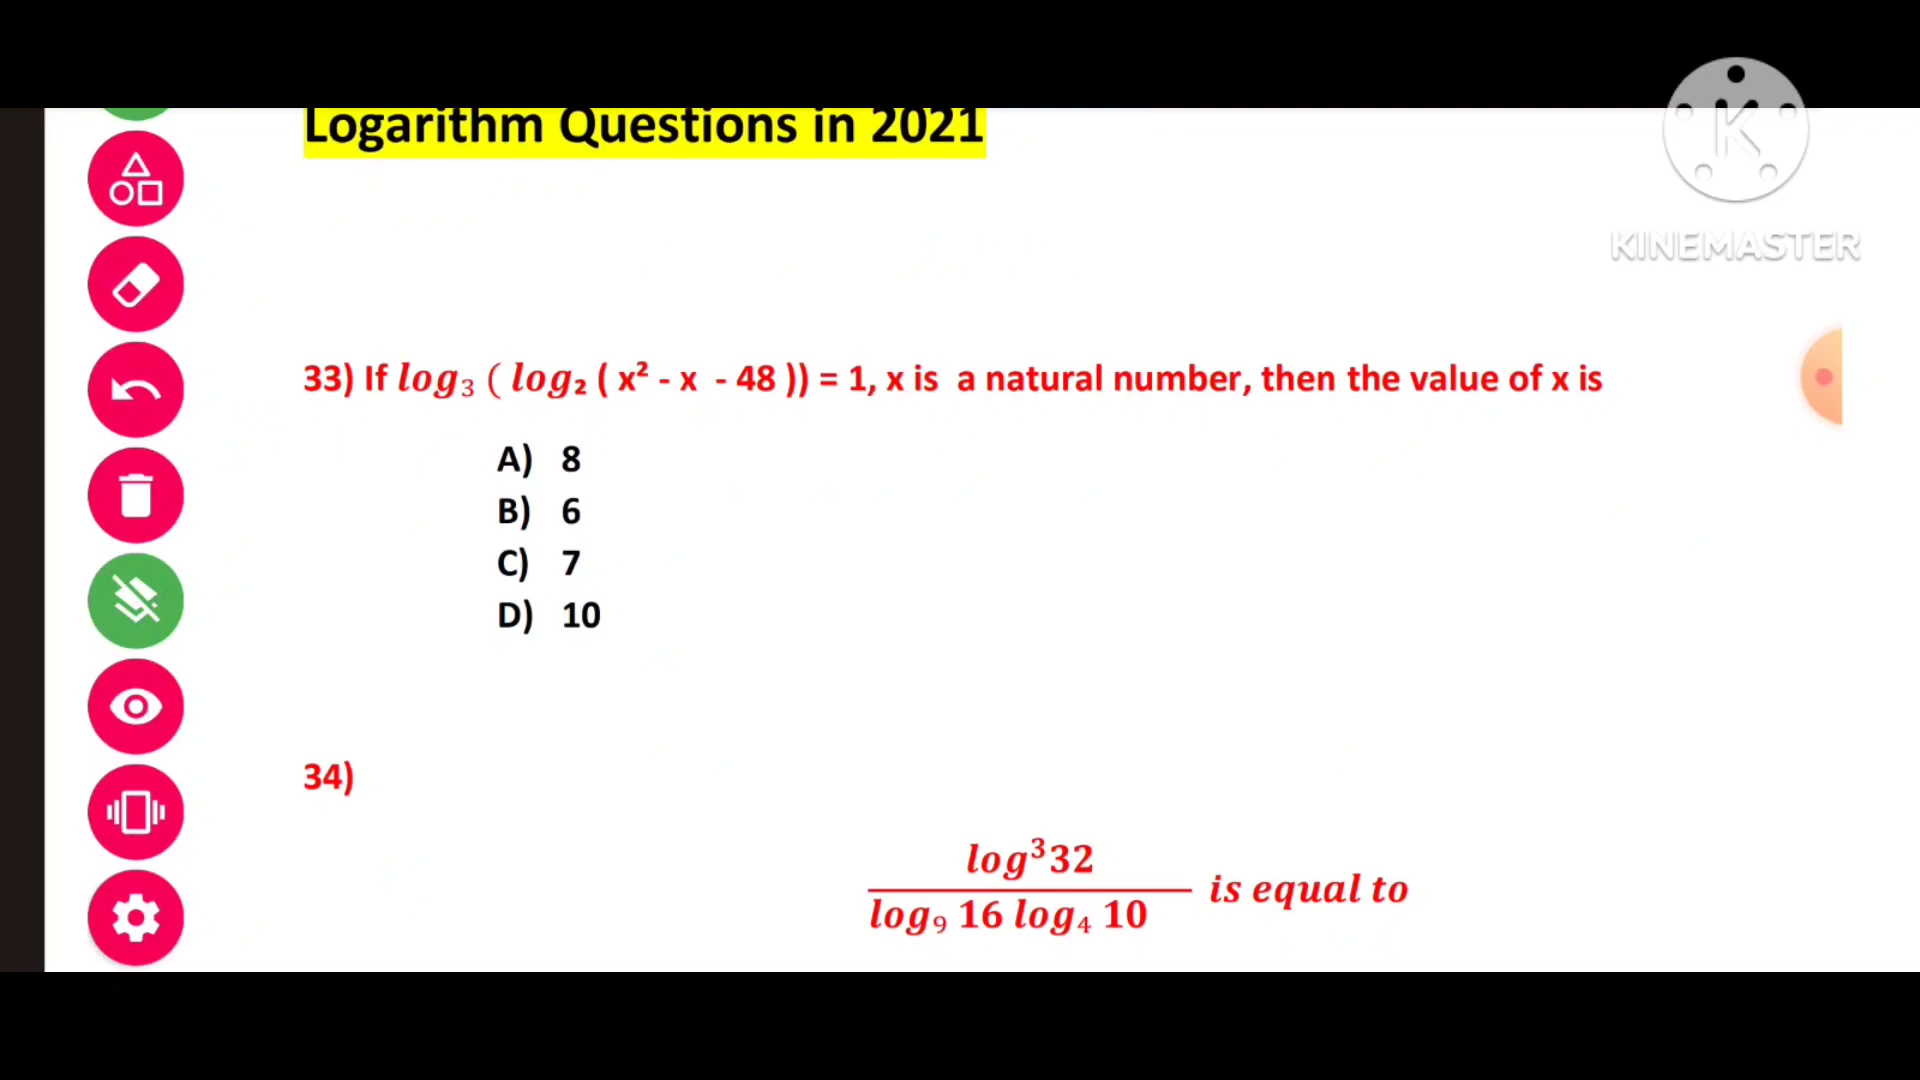 Logarithm Questions in 2021
K
KINEMASTER
33) If log₃ ( log₂ ( x² - x - 48 )) = 1, x is a natural number, then the value of x is
A) 8
B) 6
C) 7
D) 10
34)
log³32
log₉ 16 log₄ 10
is equal to